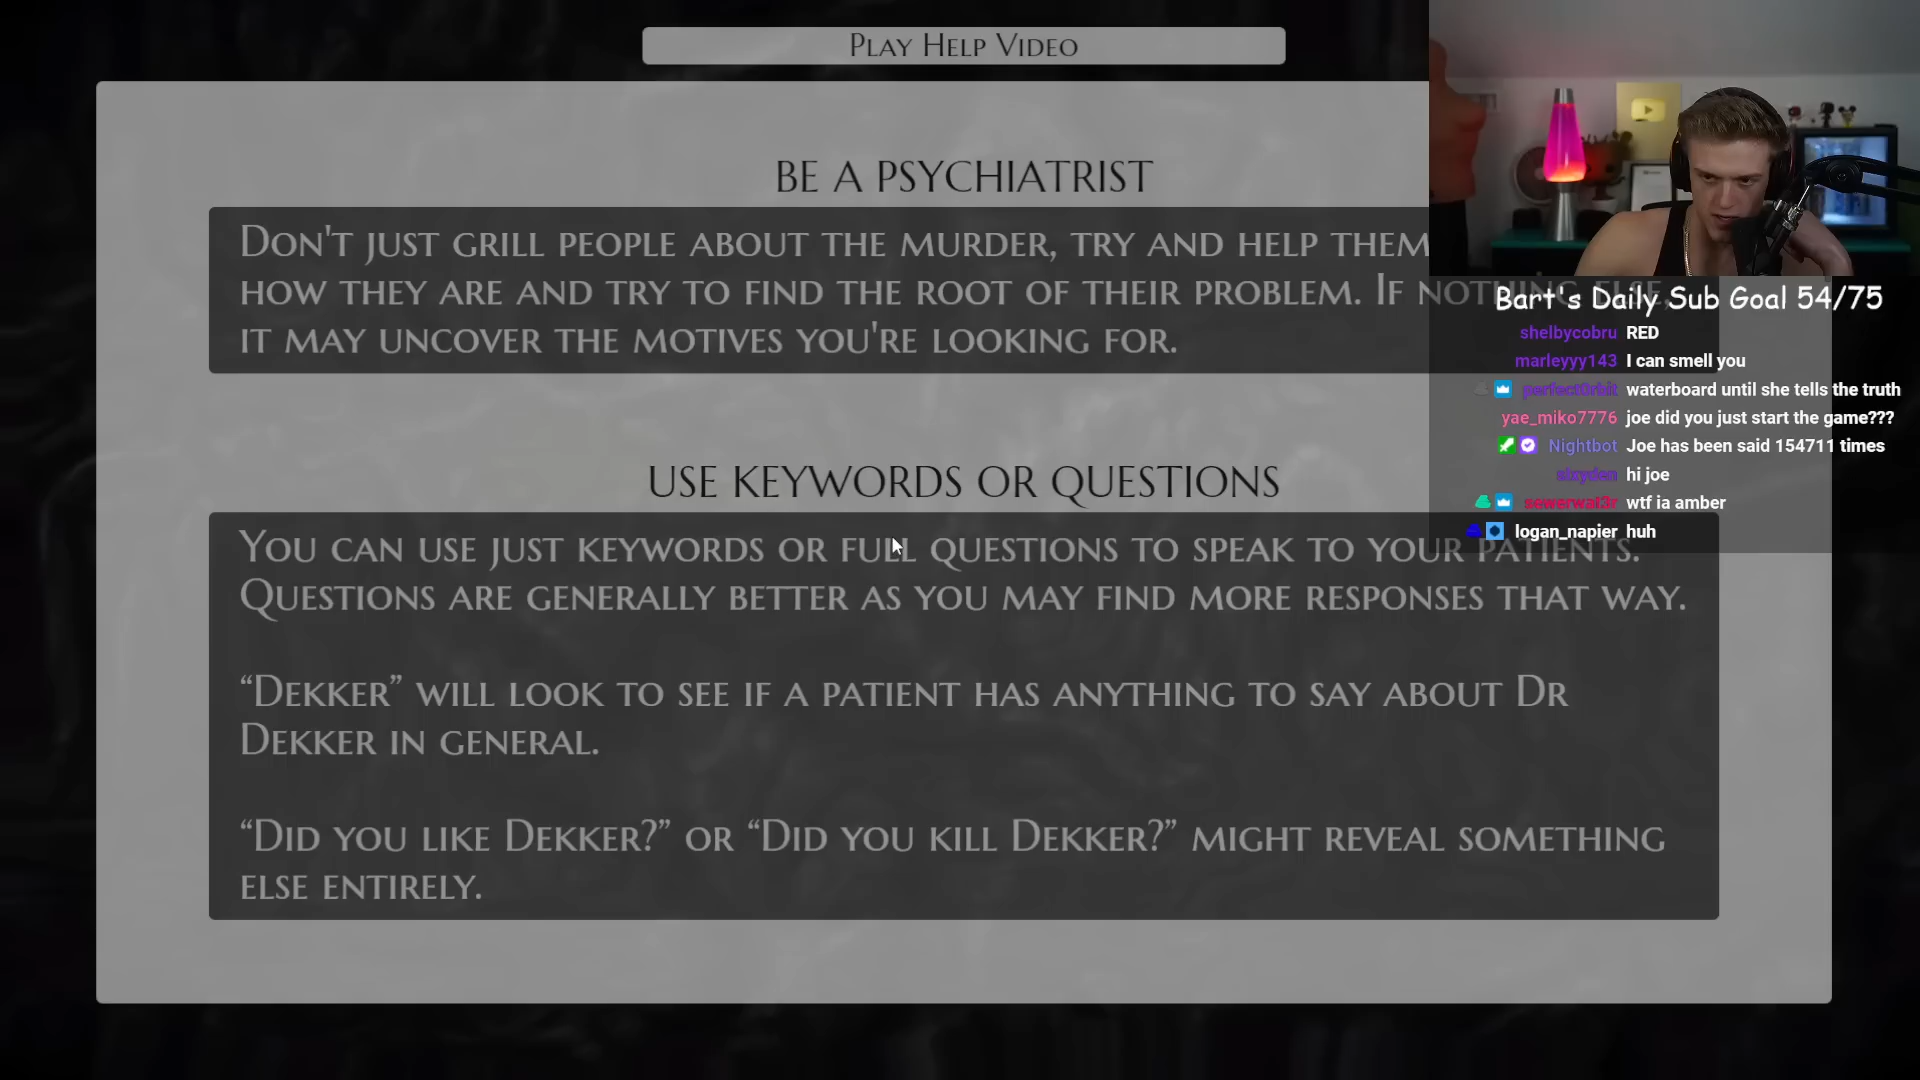 Play Help Video
BE A PSYCHIATRIST
Don't just grill people about the murder, try and help them
how they are and try to find the root of their problem. If nothing else,
it may uncover the motives you're looking for.
USE KEYWORDS OR QUESTIONS
You can use just keywords or full questions to speak to your patients.
Questions are generally better as you may find more responses that way.
“Dekker” will look to see if a patient has anything to say about Dr
Dekker in general.
“Did you like Dekker?” or “Did you kill Dekker?” might reveal something
else entirely.
Bart's Daily Sub Goal 54/75
shelbycobru RED
marleyyy143 I can smell you
perfect0rbit waterboard until she tells the truth
yae_miko7776 joe did you just start the game???
Nightbot Joe has been said 154711 times
hi joe
sewerwat3r wtf ia amber
logan_napier huh